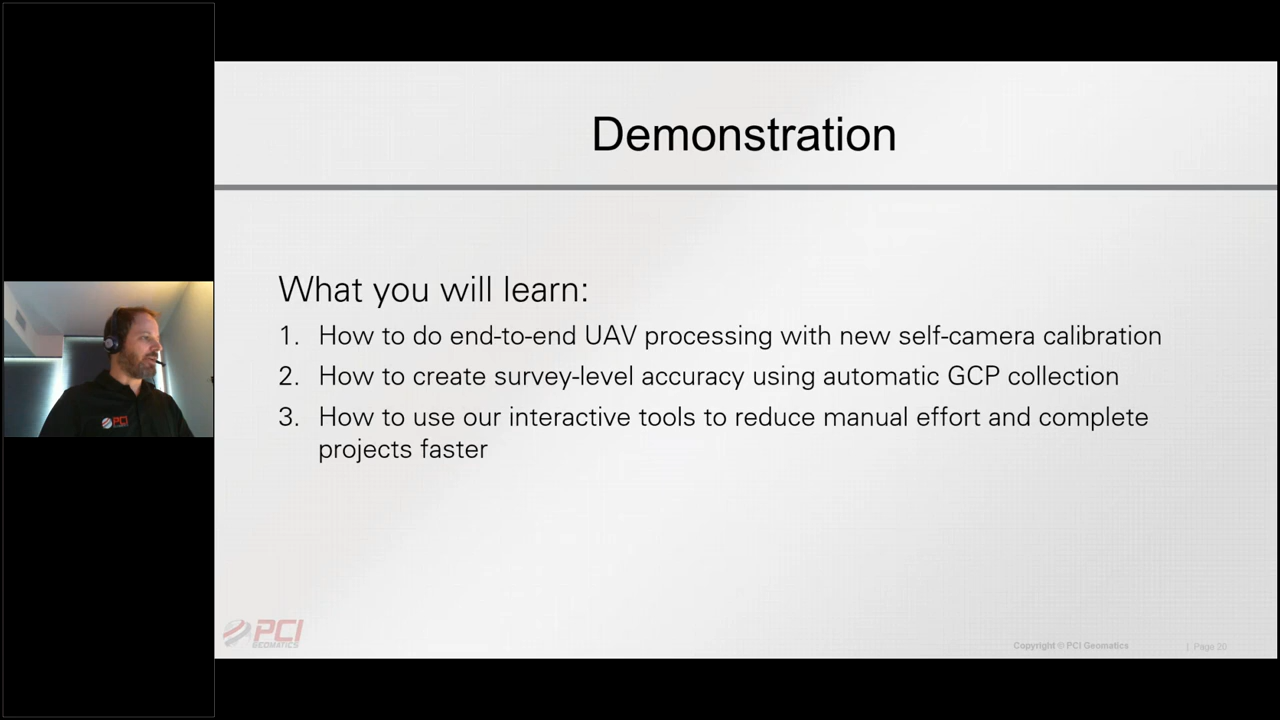 Demonstration
What you will learn:
1. How to do end-to-end UAV processing with new self-camera calibration
2. How to create survey-level accuracy using automatic GCP collection
3. How to use our interactive tools to reduce manual effort and complete
projects faster
PCI
PCI
GEOMATICS
Copyright © PCI Geomatics
| Page 20